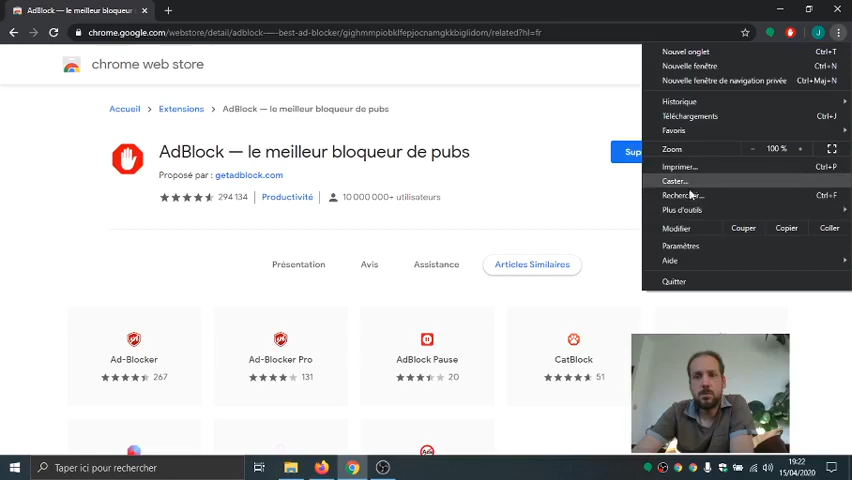 AdBlock — le meilleur bloqueur de
chrome.google.com/webstore/detail/adblock-—-best-ad-blocker/gighmmpiobklfepjocnamgkkbiglidom/related?hl=fr
J
chrome web store
Accueil
Extensions
AdBlock — le meilleur bloqueur de pubs
AdBlock — le meilleur bloqueur de pubs
Sup
Proposé par : getadblock.com
294 134
Productivité
10 000 000+ utilisateurs
Présentation
Avis
Assistance
Articles Similaires
Ad-Blocker
267
Ad-Blocker Pro
131
AdBlock Pause
20
CatBlock
51
Nouvel onglet Ctrl+T
Nouvelle fenêtre Ctrl+N
Nouvelle fenêtre de navigation privée Ctrl+Maj+N
Historique
Téléchargements Ctrl+J
Favoris
Zoom − 100 % +
Imprimer... Ctrl+P
Caster...
Rechercher... Ctrl+F
Plus d'outils
Modifier Couper Copier Coller
Paramètres
Aide
Quitter
Taper ici pour rechercher
19:22
15/04/2020